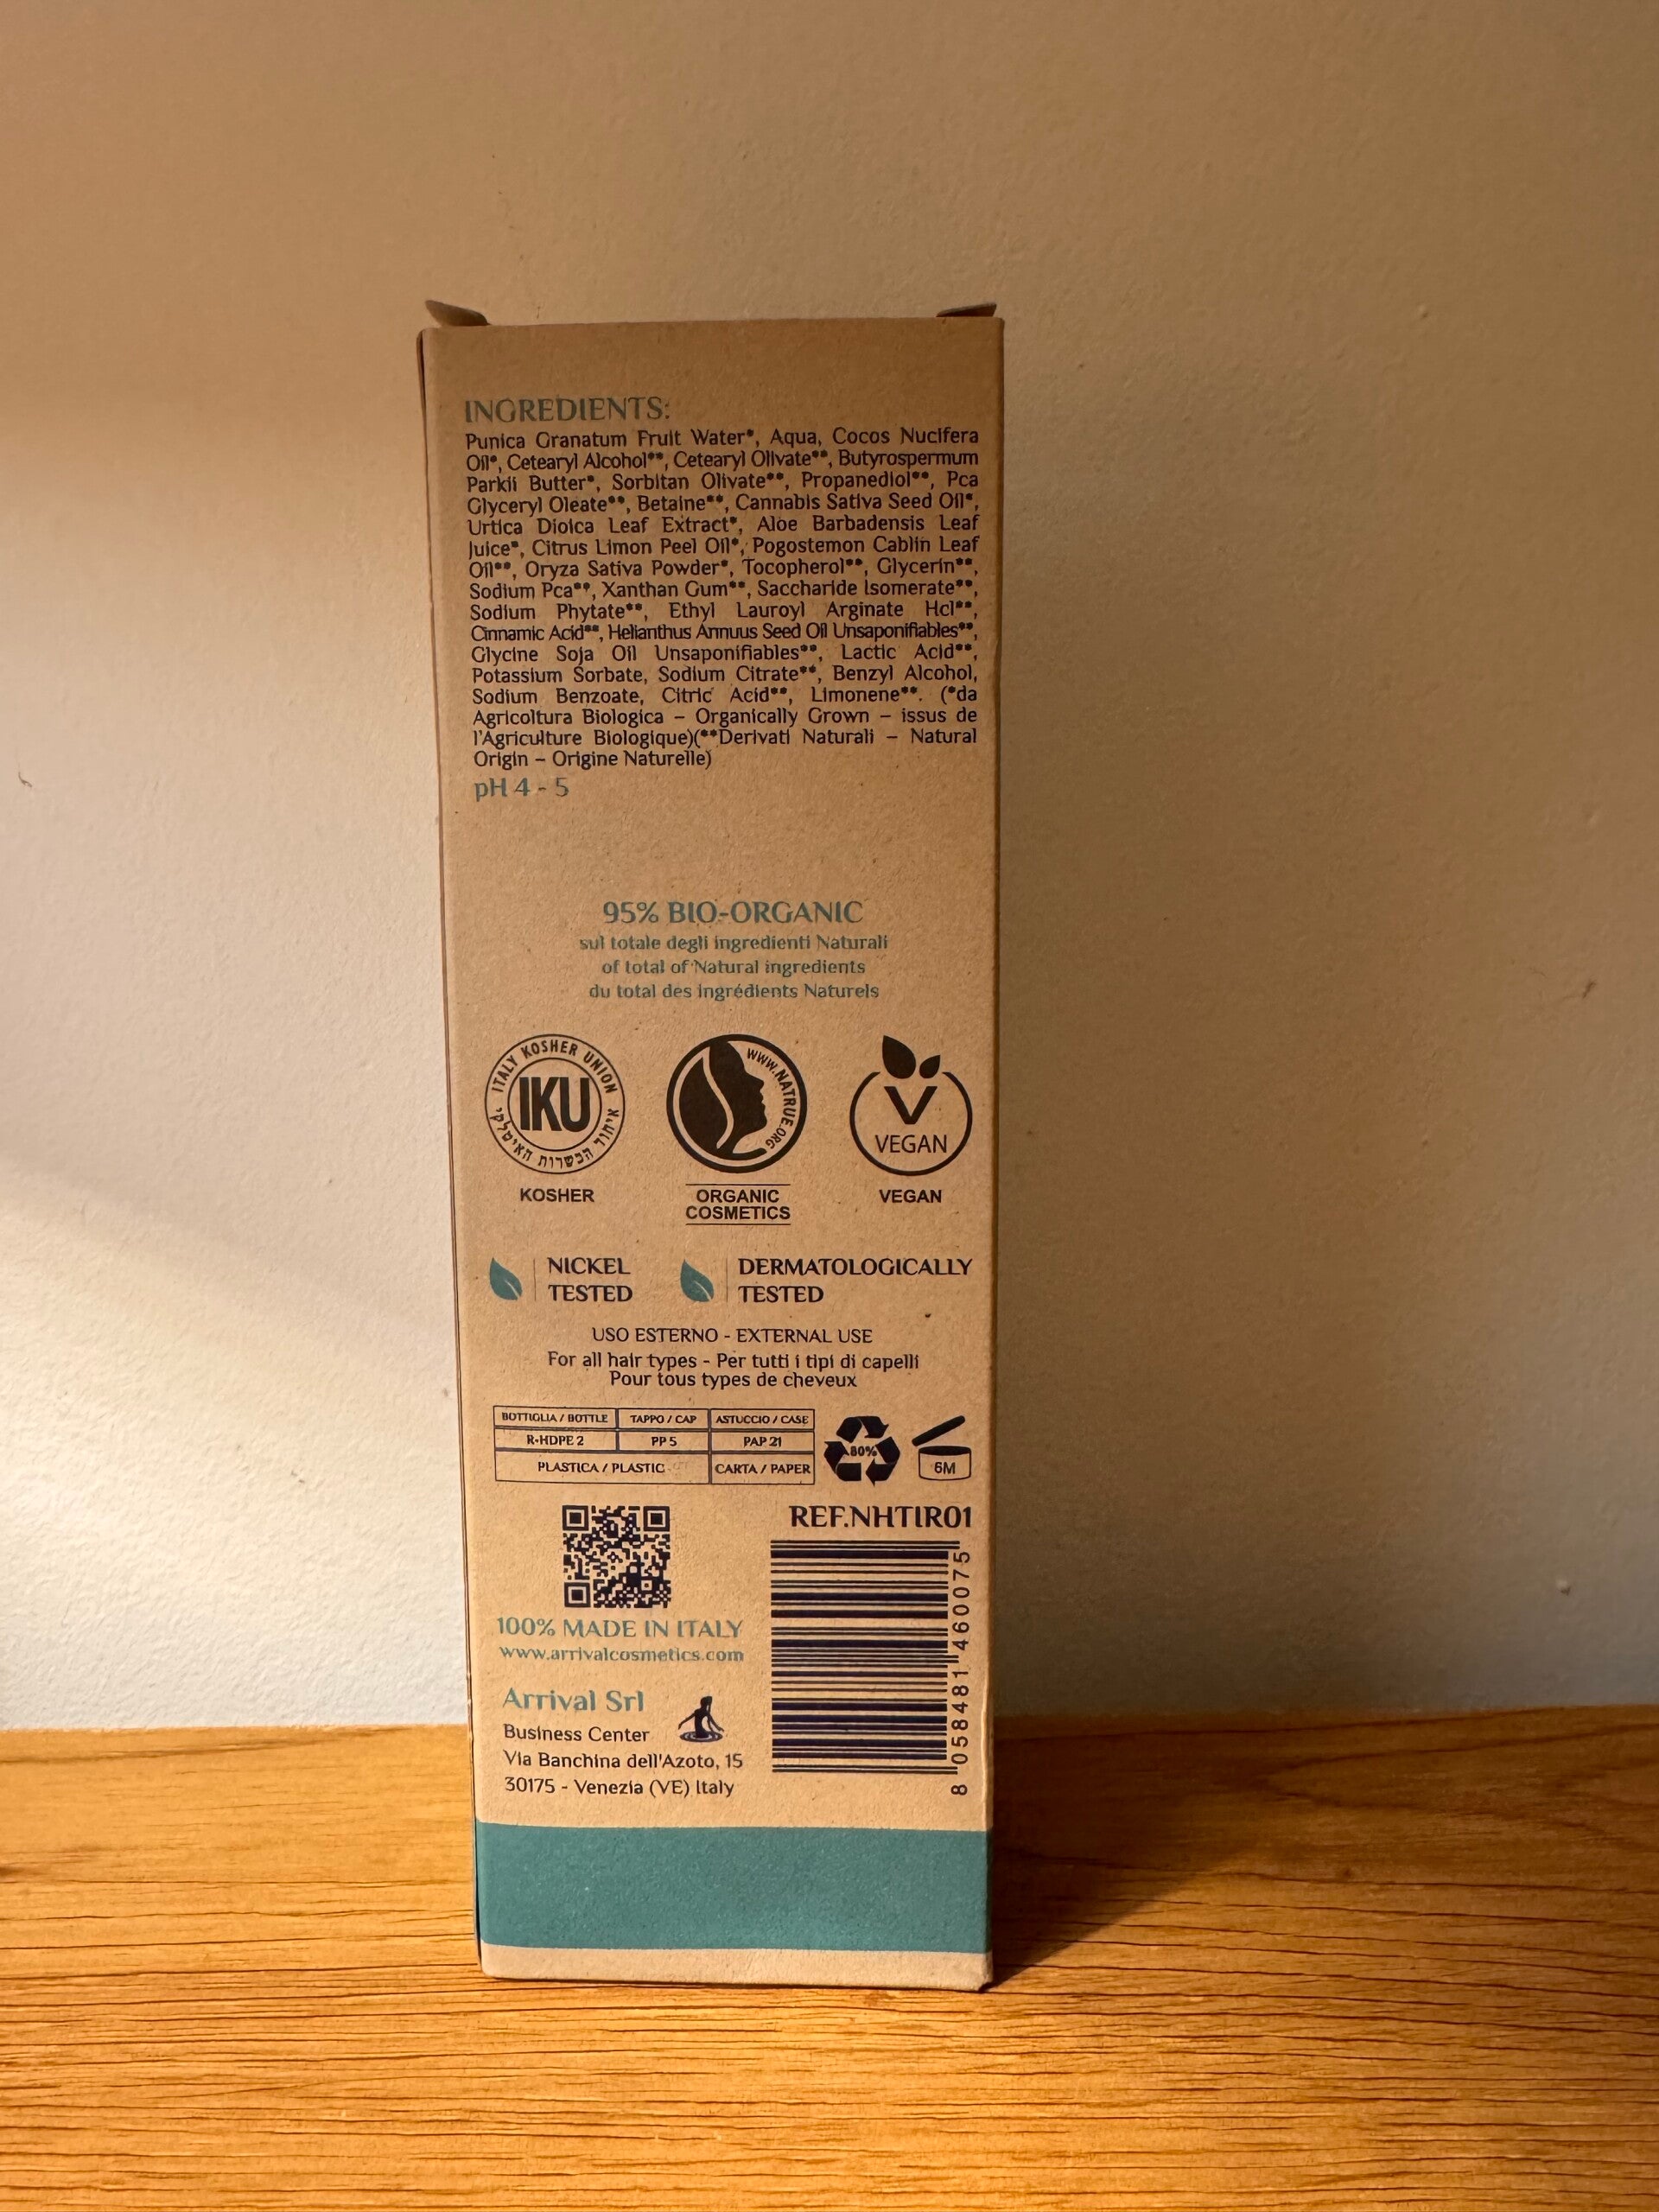 INGREDIENTS:
Punica Granatum Fruit Water*, Aqua, Cocos Nucifera
Oil*, Cetearyl Alcohol**, Cetearyl Olivate**, Butyrospermum
Parkii Butter*, Sorbitan Olivate**, Propanediol**, Pca
Glyceryl Oleate**, Betaine**, Cannabis Sativa Seed Oil*,
Urtica Dioica Leaf Extract*, Aloe Barbadensis Leaf
Juice*, Citrus Limon Peel Oil*, Pogostemon Cablin Leaf
Oil**, Oryza Sativa Powder*, Tocopherol**, Glycerin**,
Sodium Pca**, Xanthan Gum**, Saccharide Isomerate**,
Sodium Phytate**, Ethyl Lauroyl Arginate Hcl**,
Cinnamic Acid**, Helianthus Annuus Seed Oil Unsaponifiables**,
Glycine Soja Oil Unsaponifiables**, Lactic Acid**,
Potassium Sorbate, Sodium Citrate**, Benzyl Alcohol,
Sodium Benzoate, Citric Acid**, Limonene**. (*da
Agricoltura Biologica – Organically Grown – issus de
l'Agriculture Biologique)(**Derivati Naturali – Natural
Origin – Origine Naturelle)
pH 4 - 5
95% BIO-ORGANIC
sul totale degli ingredienti Naturali
of total of Natural ingredients
du total des ingrédients Naturels
ITALY KOSHER UNION
IKU
איחוד הכשרות האיטלקי
WWW.NATRUE.ORG
V
VEGAN
KOSHER
ORGANIC
COSMETICS
VEGAN
NICKEL
TESTED
DERMATOLOGICALLY
TESTED
USO ESTERNO - EXTERNAL USE
For all hair types - Per tutti i tipi di capelli
Pour tous types de cheveux
BOTTIGLIA / BOTTLE TAPPO / CAP ASTUCCIO / CASE
R-HDPE 2 PP 5 PAP 21
PLASTICA / PLASTIC CARTA / PAPER
80%
6M
REF.NHTIR01
8 058481 460075
100% MADE IN ITALY
www.arrivalcosmetics.com
Arrival Srl
Business Center
Via Banchina dell'Azoto, 15
30175 - Venezia (VE) Italy